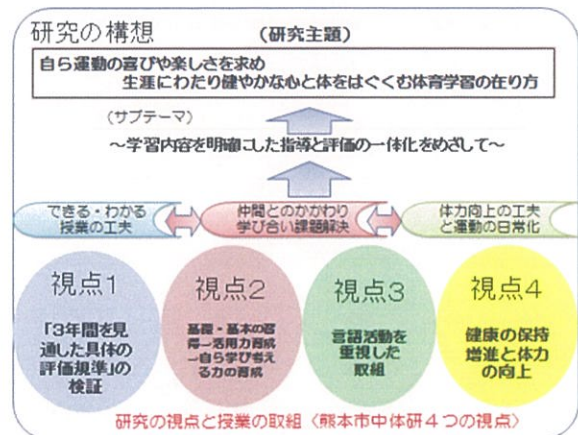 研究の構想
(研究主題)
自ら運動の喜びや楽しさを求め
生涯にわたり健やかな心と体をはぐくむ体育学習の在り方
(サブテーマ)
～学習内容を明確にした指導と評価の一体化をめざして～
できる・わかる
授業の工夫
仲間とのかかわり
学び合い課題解決
体力向上の工夫
と運動の日常化
視点1
「3年間を見
通した具体の
評価規準」の
検証
視点2
基礎・基本の習
得→活用力育成
→自ら学び考え
る力の育成
視点3
言語活動を
重視した
取組
視点4
健康の保持
増進と体力
の向上
研究の視点と授業の取組〈熊本市中体研4つの視点〉